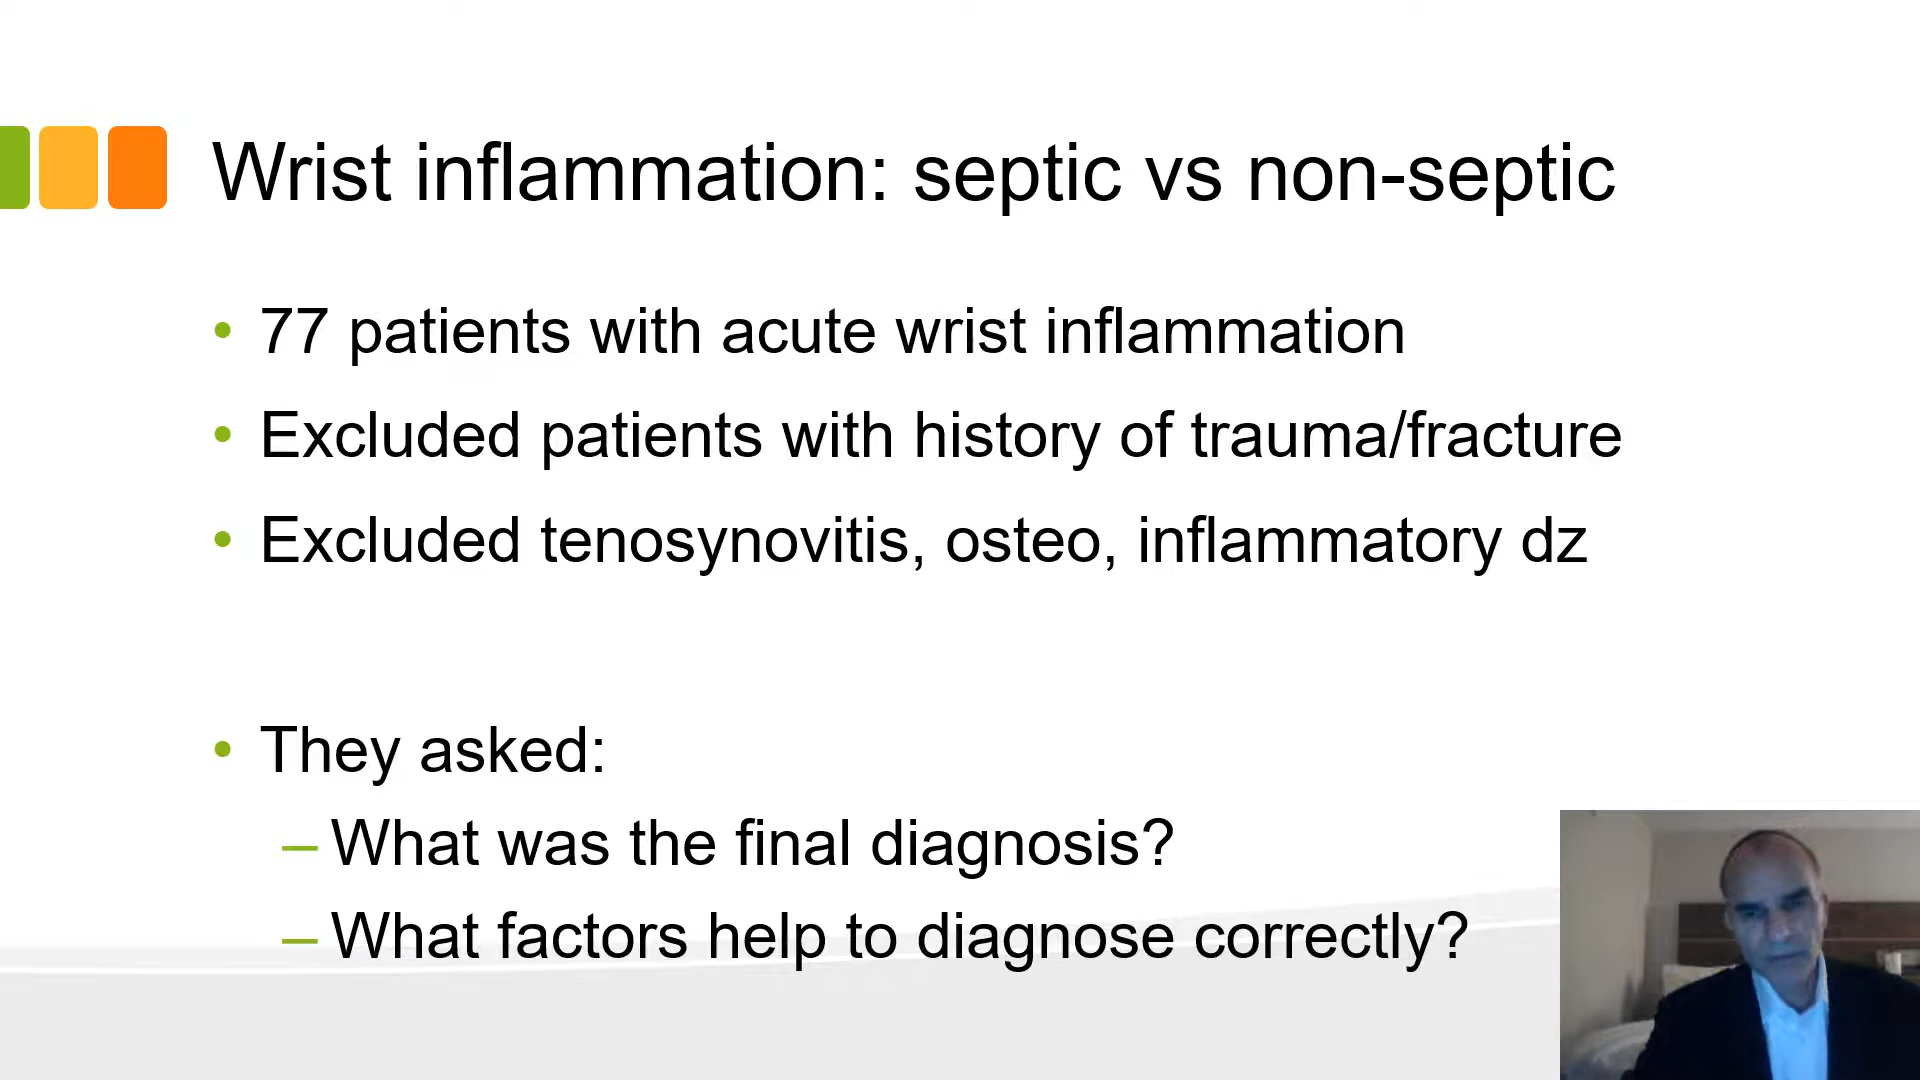 Wrist inflammation: septic vs non-septic
• 77 patients with acute wrist inflammation
• Excluded patients with history of trauma/fracture
• Excluded tenosynovitis, osteo, inflammatory dz
• They asked:
– What was the final diagnosis?
– What factors help to diagnose correctly?